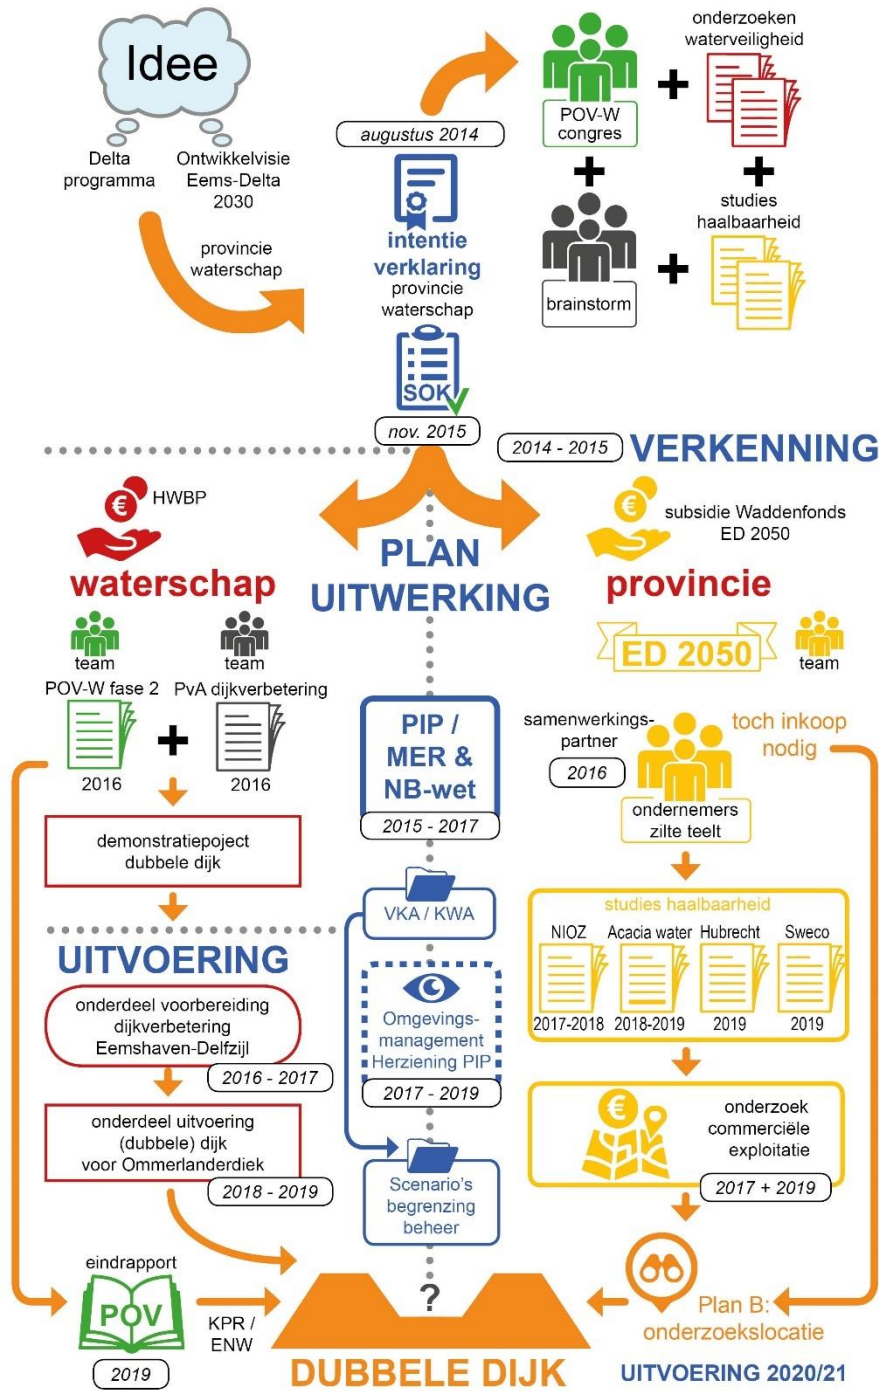 Idee
Delta
programma
Ontwikkelvisie
Eems-Delta
2030
provincie
waterschap
augustus 2014
intentie
verklaring
provincie
waterschap
SOK
nov. 2015
POV-W
congres
onderzoeken
waterveiligheid
brainstorm
studies
haalbaarheid
2014 - 2015
VERKENNING
HWBP
waterschap
team
POV-W fase 2
2016
team
PvA dijkverbetering
2016
demonstratiepoject
dubbele dijk
UITVOERING
onderdeel voorbereiding
dijkverbetering
Eemshaven-Delfzijl
2016 - 2017
onderdeel uitvoering
(dubbele) dijk
voor Ommerlanderdiek
2018 - 2019
eindrapport
POV
2019
KPR /
ENW
PLAN
UITWERKING
PIP /
MER &
NB-wet
2015 - 2017
VKA / KWA
Omgevings-
management
Herziening PIP
2017 - 2019
Scenario's
begrenzing
beheer
?
DUBBELE DIJK
€
€
subsidie Waddenfonds
ED 2050
provincie
ED 2050
team
samenwerkings-
partner
2016
ondernemers
zilte teelt
toch inkoop
nodig
studies haalbaarheid
NIOZ
2017-2018
Acacia water
2018-2019
Hubrecht
2019
Sweco
2019
€
onderzoek
commerciële
exploitatie
2017 + 2019
Plan B:
onderzoekslocatie
UITVOERING 2020/21